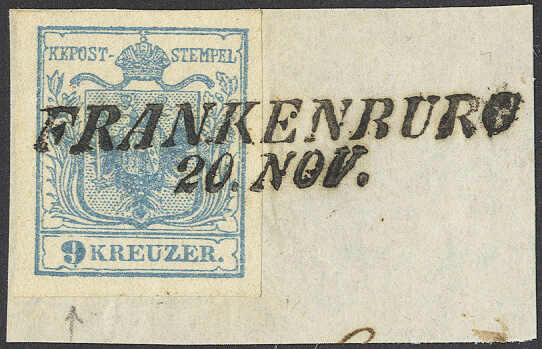 KKPOST-STEMPEL
FRANKENBURG
20. NOV.
9 KREUZER.